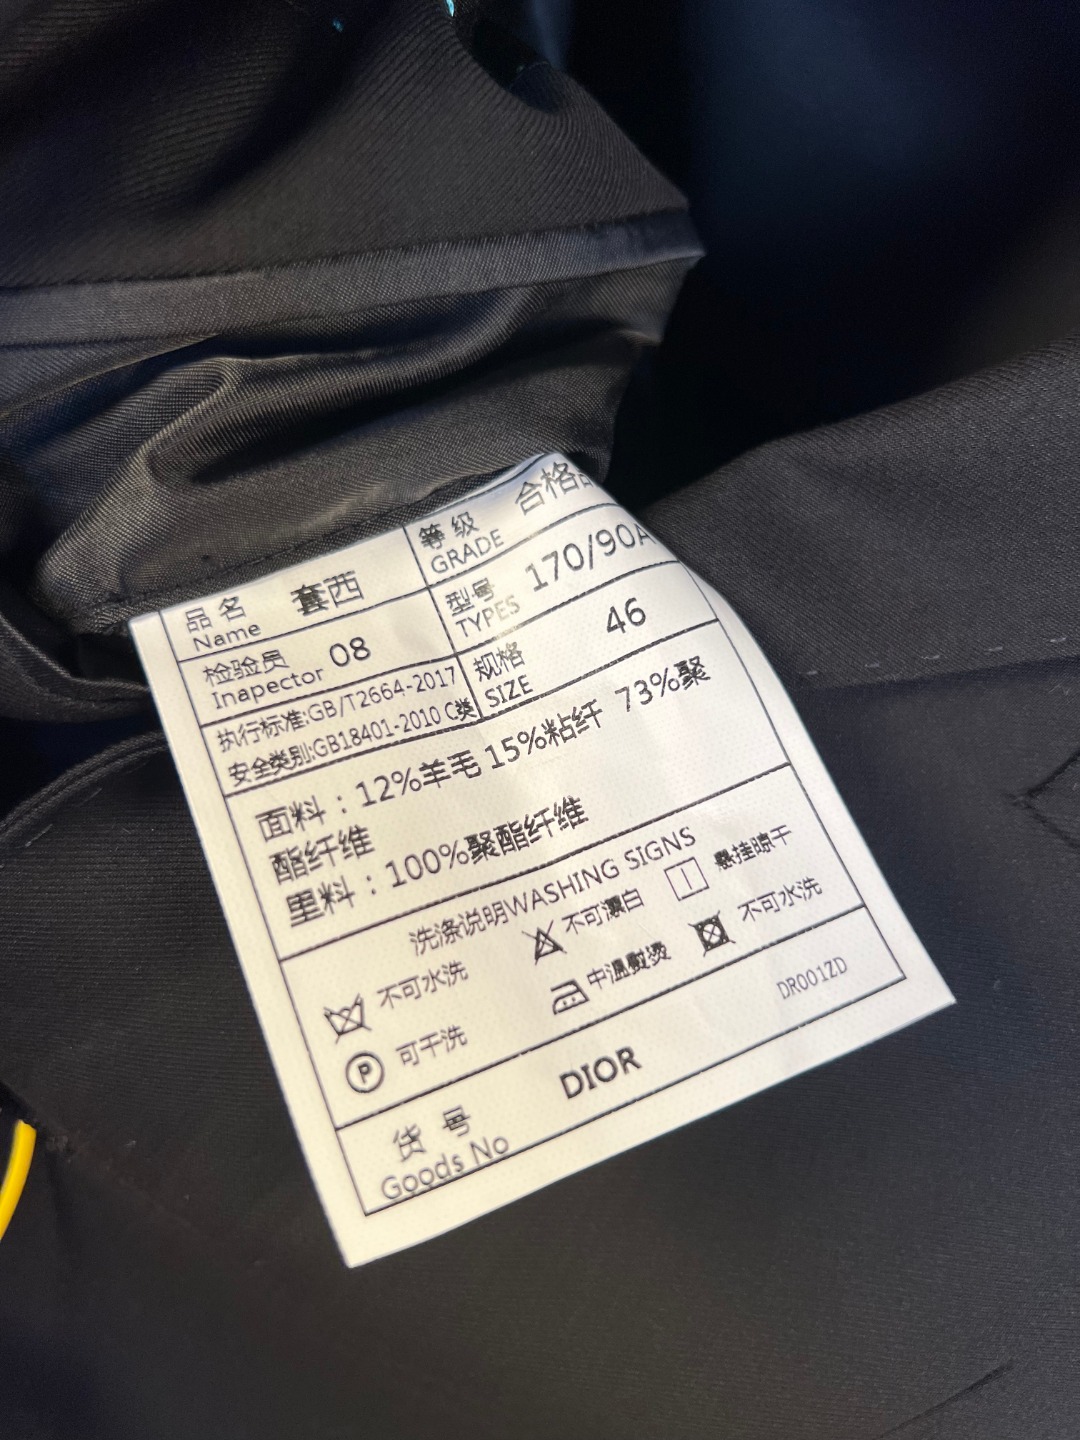 品名 Name 套西
等级 GRADE 合格品
检验员 Inapector 08
型号 TYPES 170/90A
执行标准:GB/T2664-2017
安全类别:GB18401-2010 C类
规格 SIZE 46
面料：12%羊毛 15%粘纤 73%聚
酯纤维
里料：100%聚酯纤维
洗涤说明WASHING SIGNS
不可水洗 不可漂白 悬挂晾干
P 可干洗 中温熨烫 不可水洗
DR001ZD
货号 Goods No DIOR